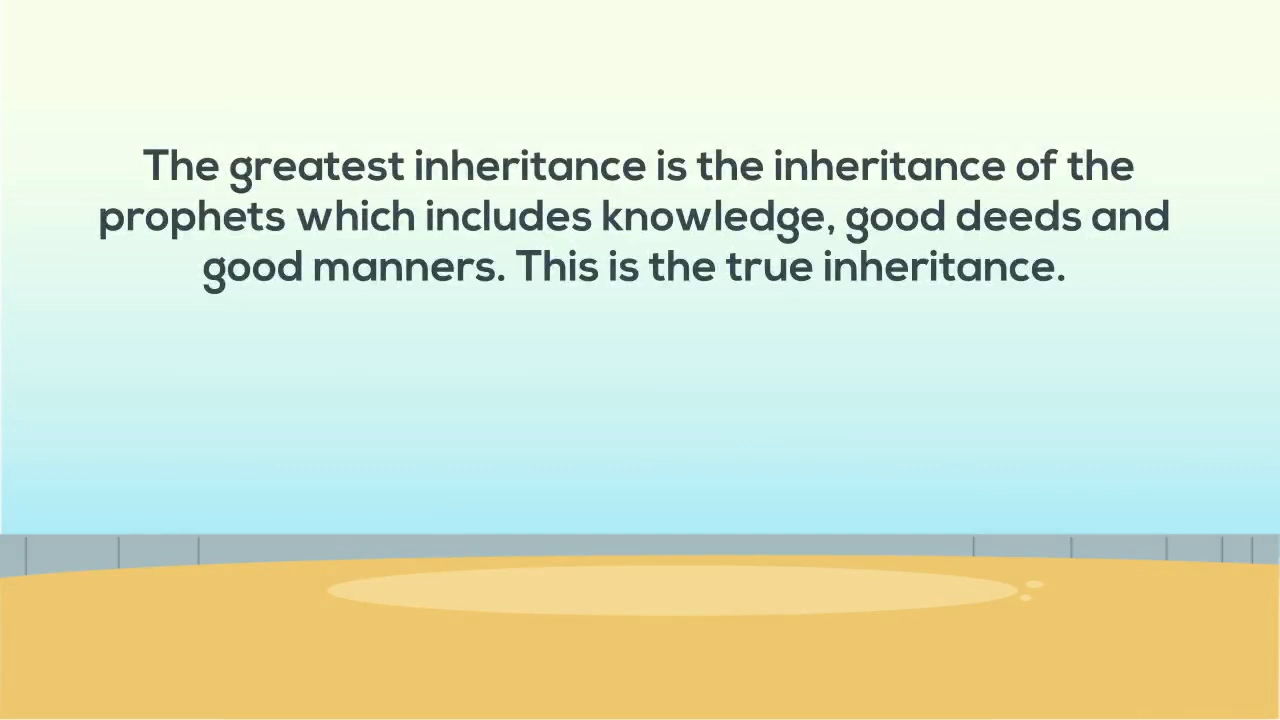 The greatest inheritance is the inheritance of the
prophets which includes knowledge, good deeds and
good manners. This is the true inheritance.